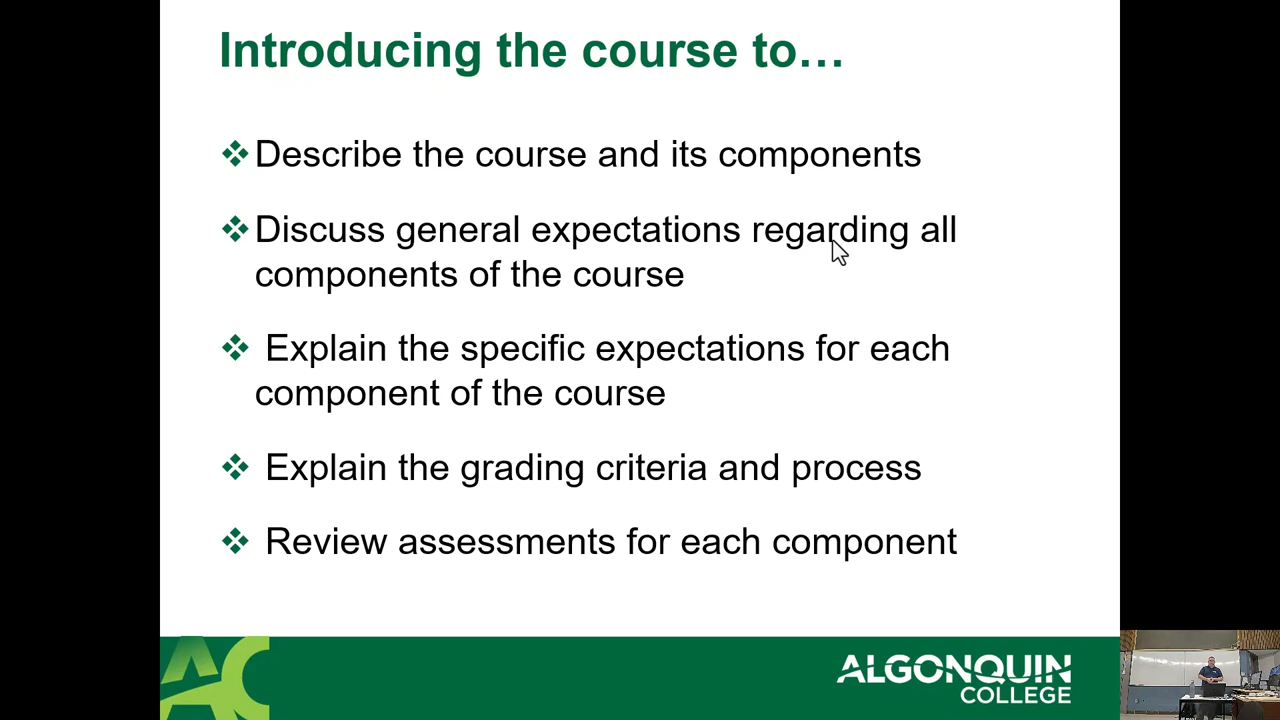 Introducing the course to…
Describe the course and its components
Discuss general expectations regarding all
components of the course
Explain the specific expectations for each
component of the course
Explain the grading criteria and process
Review assessments for each component
AC
ALGONQUIN
COLLEGE